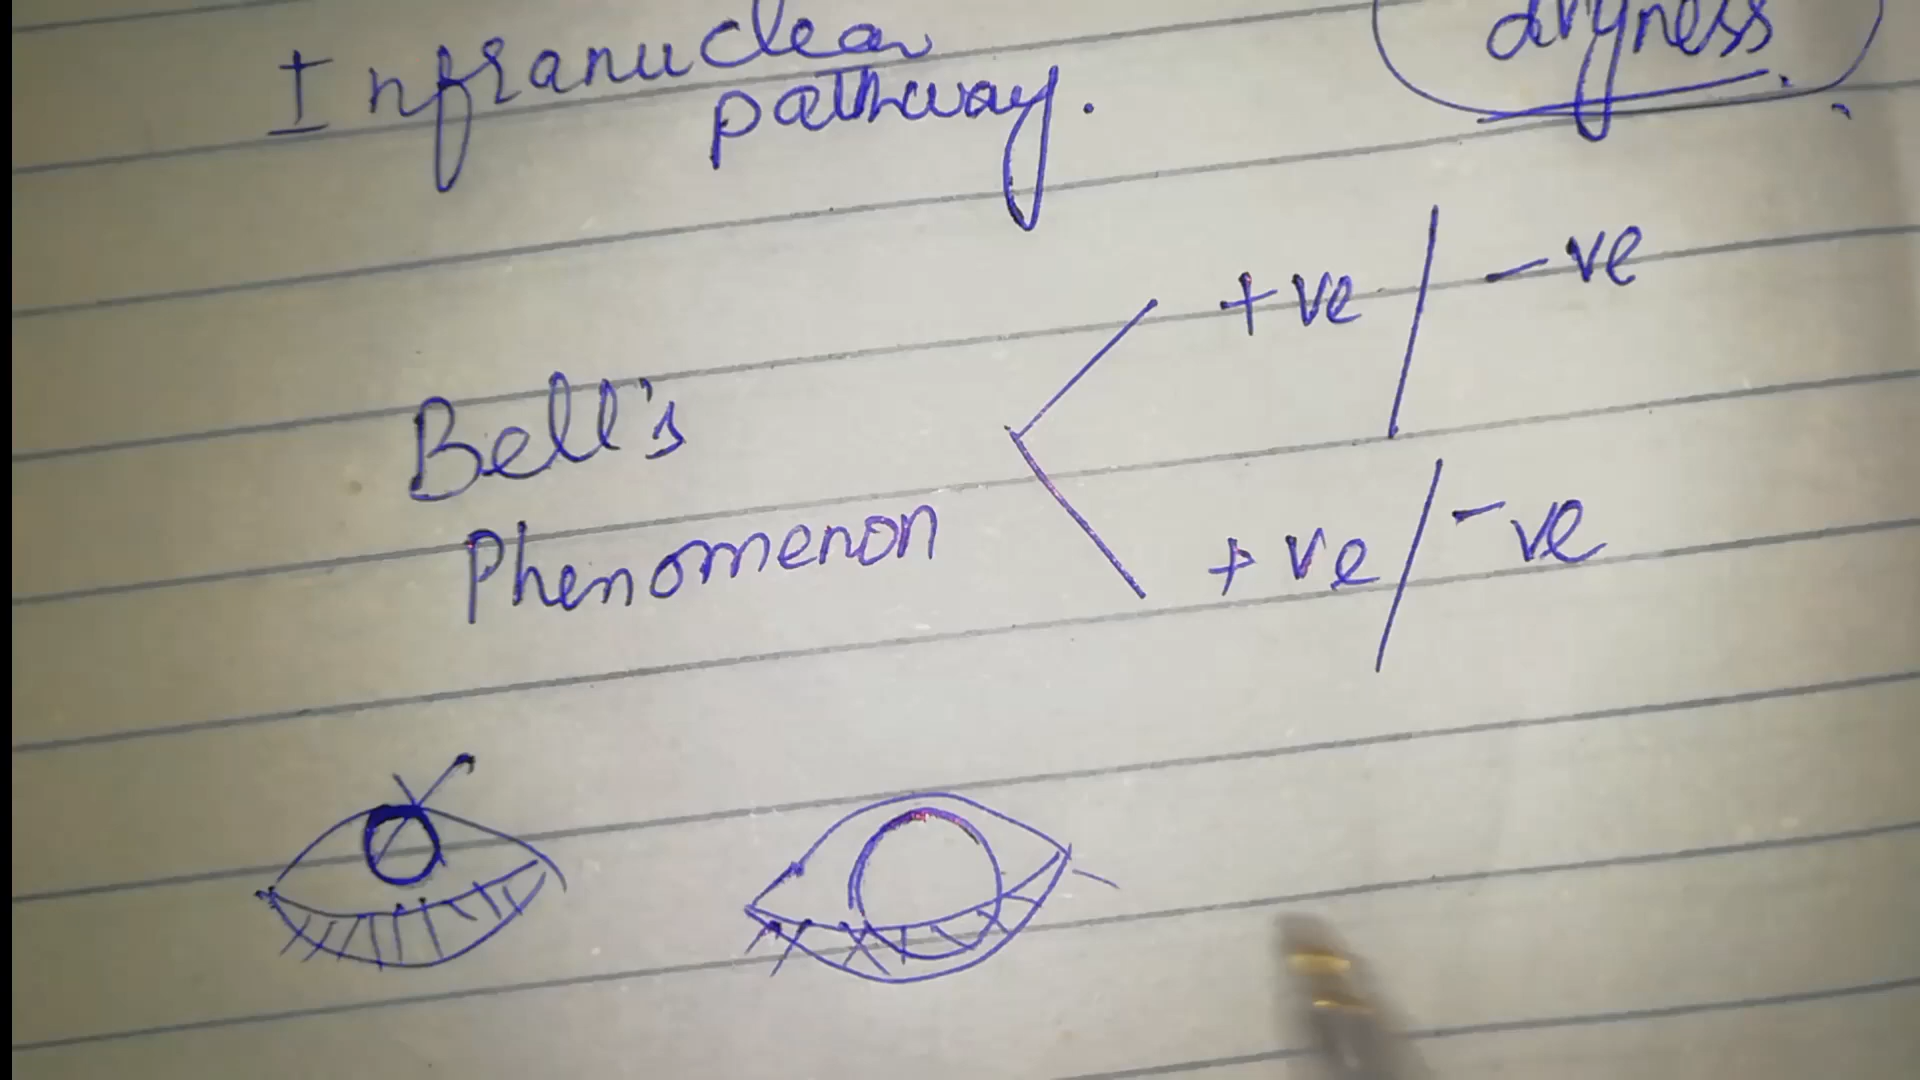 Infranuclear
pathway.
dryness
Bell's
Phenomenon
+ve / -ve
+ve / -ve